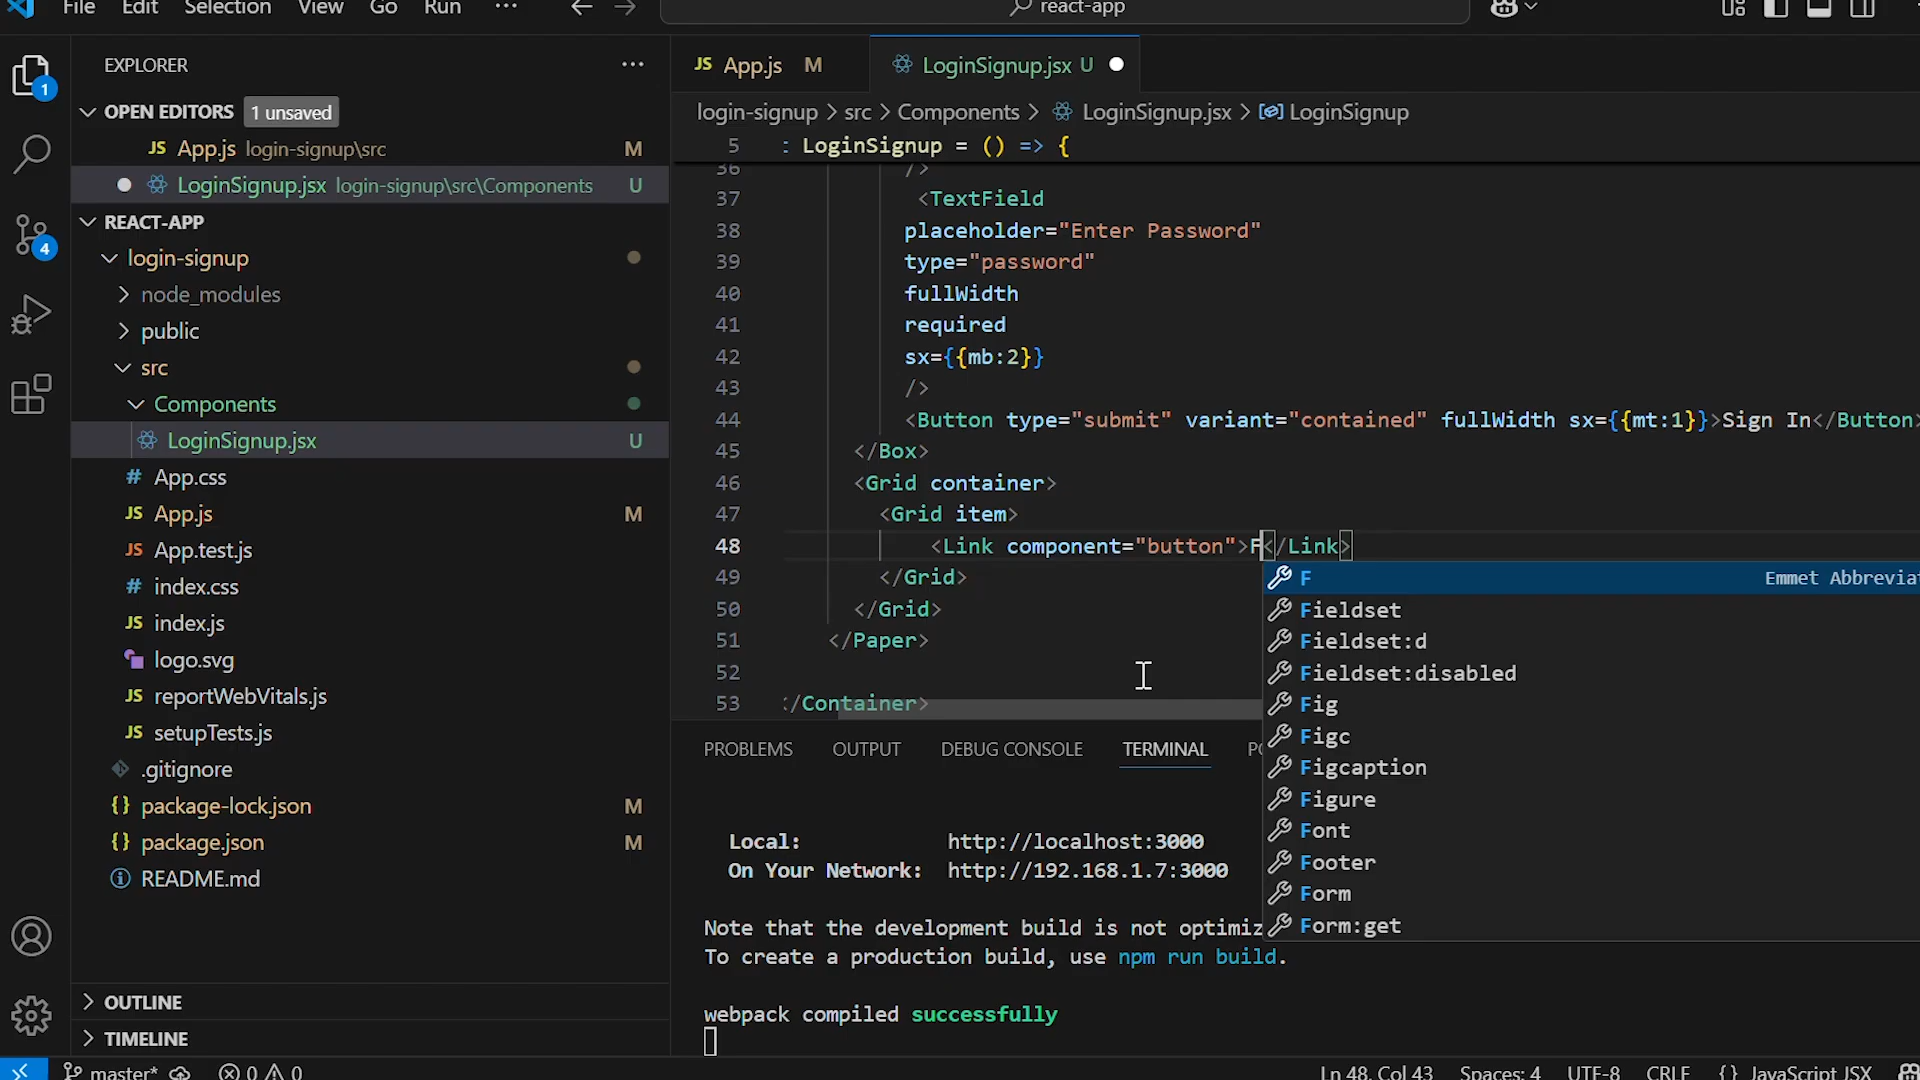 File Edit Selection View Go Run ··· react-app
EXPLORER ···
OPEN EDITORS 1 unsaved
JS App.js login-signup\src M
LoginSignup.jsx login-signup\src\Components U
REACT-APP
login-signup
node_modules
public
src
Components
LoginSignup.jsx U
# App.css
JS App.js M
JS App.test.js
# index.css
JS index.js
logo.svg
JS reportWebVitals.js
JS setupTests.js
.gitignore
{} package-lock.json M
{} package.json M
README.md
OUTLINE
TIMELINE
1
4
JS App.js M LoginSignup.jsx U
login-signup > src > Components > LoginSignup.jsx > LoginSignup
5 : LoginSignup = () => {
36 />
37 <TextField
38 placeholder="Enter Password"
39 type="password"
40 fullWidth
41 required
42 sx={{mb:2}}
43 />
44 <Button type="submit" variant="contained" fullWidth sx={{mt:1}}>Sign In</Button>
45 </Box>
46 <Grid container>
47 <Grid item>
48 <Link component="button">F</Link>
49 </Grid>
50 </Grid>
51 </Paper>
52
53 </Container>
F Emmet Abbrevia
Fieldset
Fieldset:d
Fieldset:disabled
Fig
Figc
Figcaption
Figure
Font
Footer
Form
Form:get
PROBLEMS OUTPUT DEBUG CONSOLE TERMINAL
Local: http://localhost:3000
On Your Network: http://192.168.1.7:3000
Note that the development build is not optimiz
To create a production build, use npm run build.
webpack compiled successfully
master* 0 0 Ln 48, Col 43 Spaces: 4 UTF-8 CRLF {} JavaScript JSX